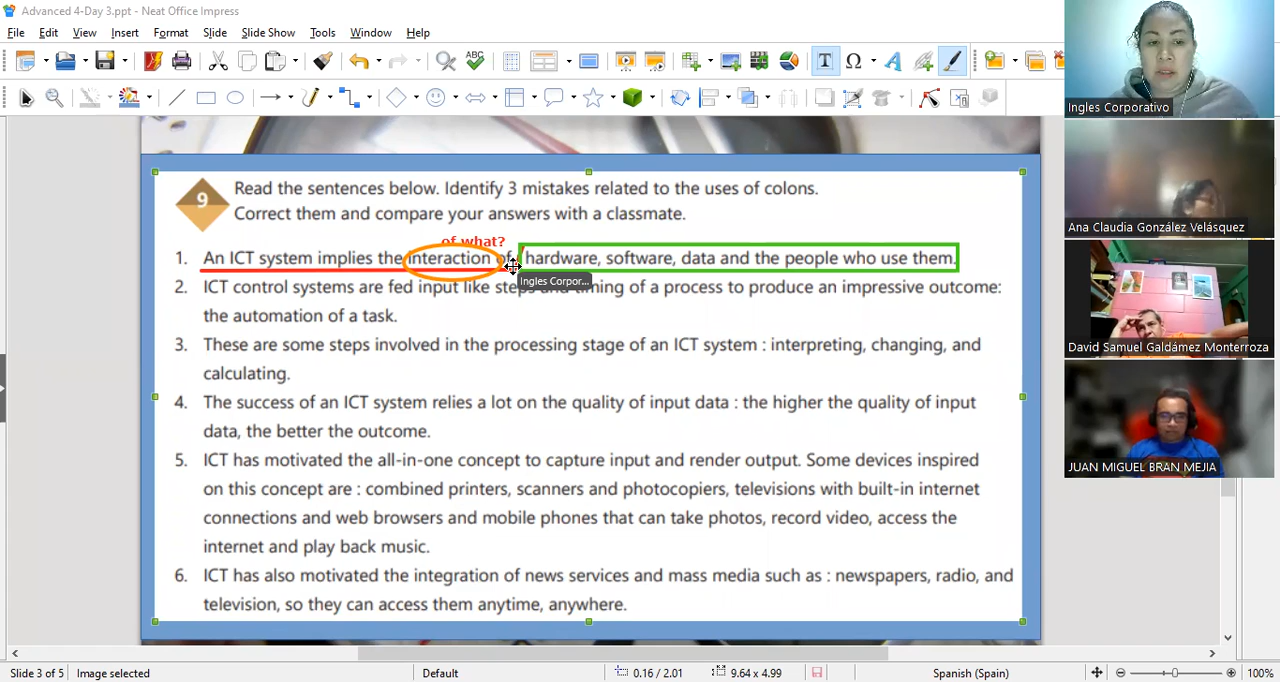 Advanced 4-Day 3.ppt - Neat Office Impress
File Edit View Insert Format Slide Slide Show Tools Window Help
ABC
9 Read the sentences below. Identify 3 mistakes related to the uses of colons.
Correct them and compare your answers with a classmate.
of what?
1. An ICT system implies the interaction of hardware, software, data and the people who use them.
Ingles Corpor...
2. ICT control systems are fed input like steps and timing of a process to produce an impressive outcome:
the automation of a task.
3. These are some steps involved in the processing stage of an ICT system : interpreting, changing, and
calculating.
4. The success of an ICT system relies a lot on the quality of input data : the higher the quality of input
data, the better the outcome.
5. ICT has motivated the all-in-one concept to capture input and render output. Some devices inspired
on this concept are : combined printers, scanners and photocopiers, televisions with built-in internet
connections and web browsers and mobile phones that can take photos, record video, access the
internet and play back music.
6. ICT has also motivated the integration of news services and mass media such as : newspapers, radio, and
television, so they can access them anytime, anywhere.
Ingles Corporativo
Ana Claudia González Velásquez
David Samuel Galdámez Monterroza
JUAN MIGUEL BRAN MEJIA
Slide 3 of 5 Image selected Default 0.16 / 2.01 9.64 x 4.99 Spanish (Spain) 100%